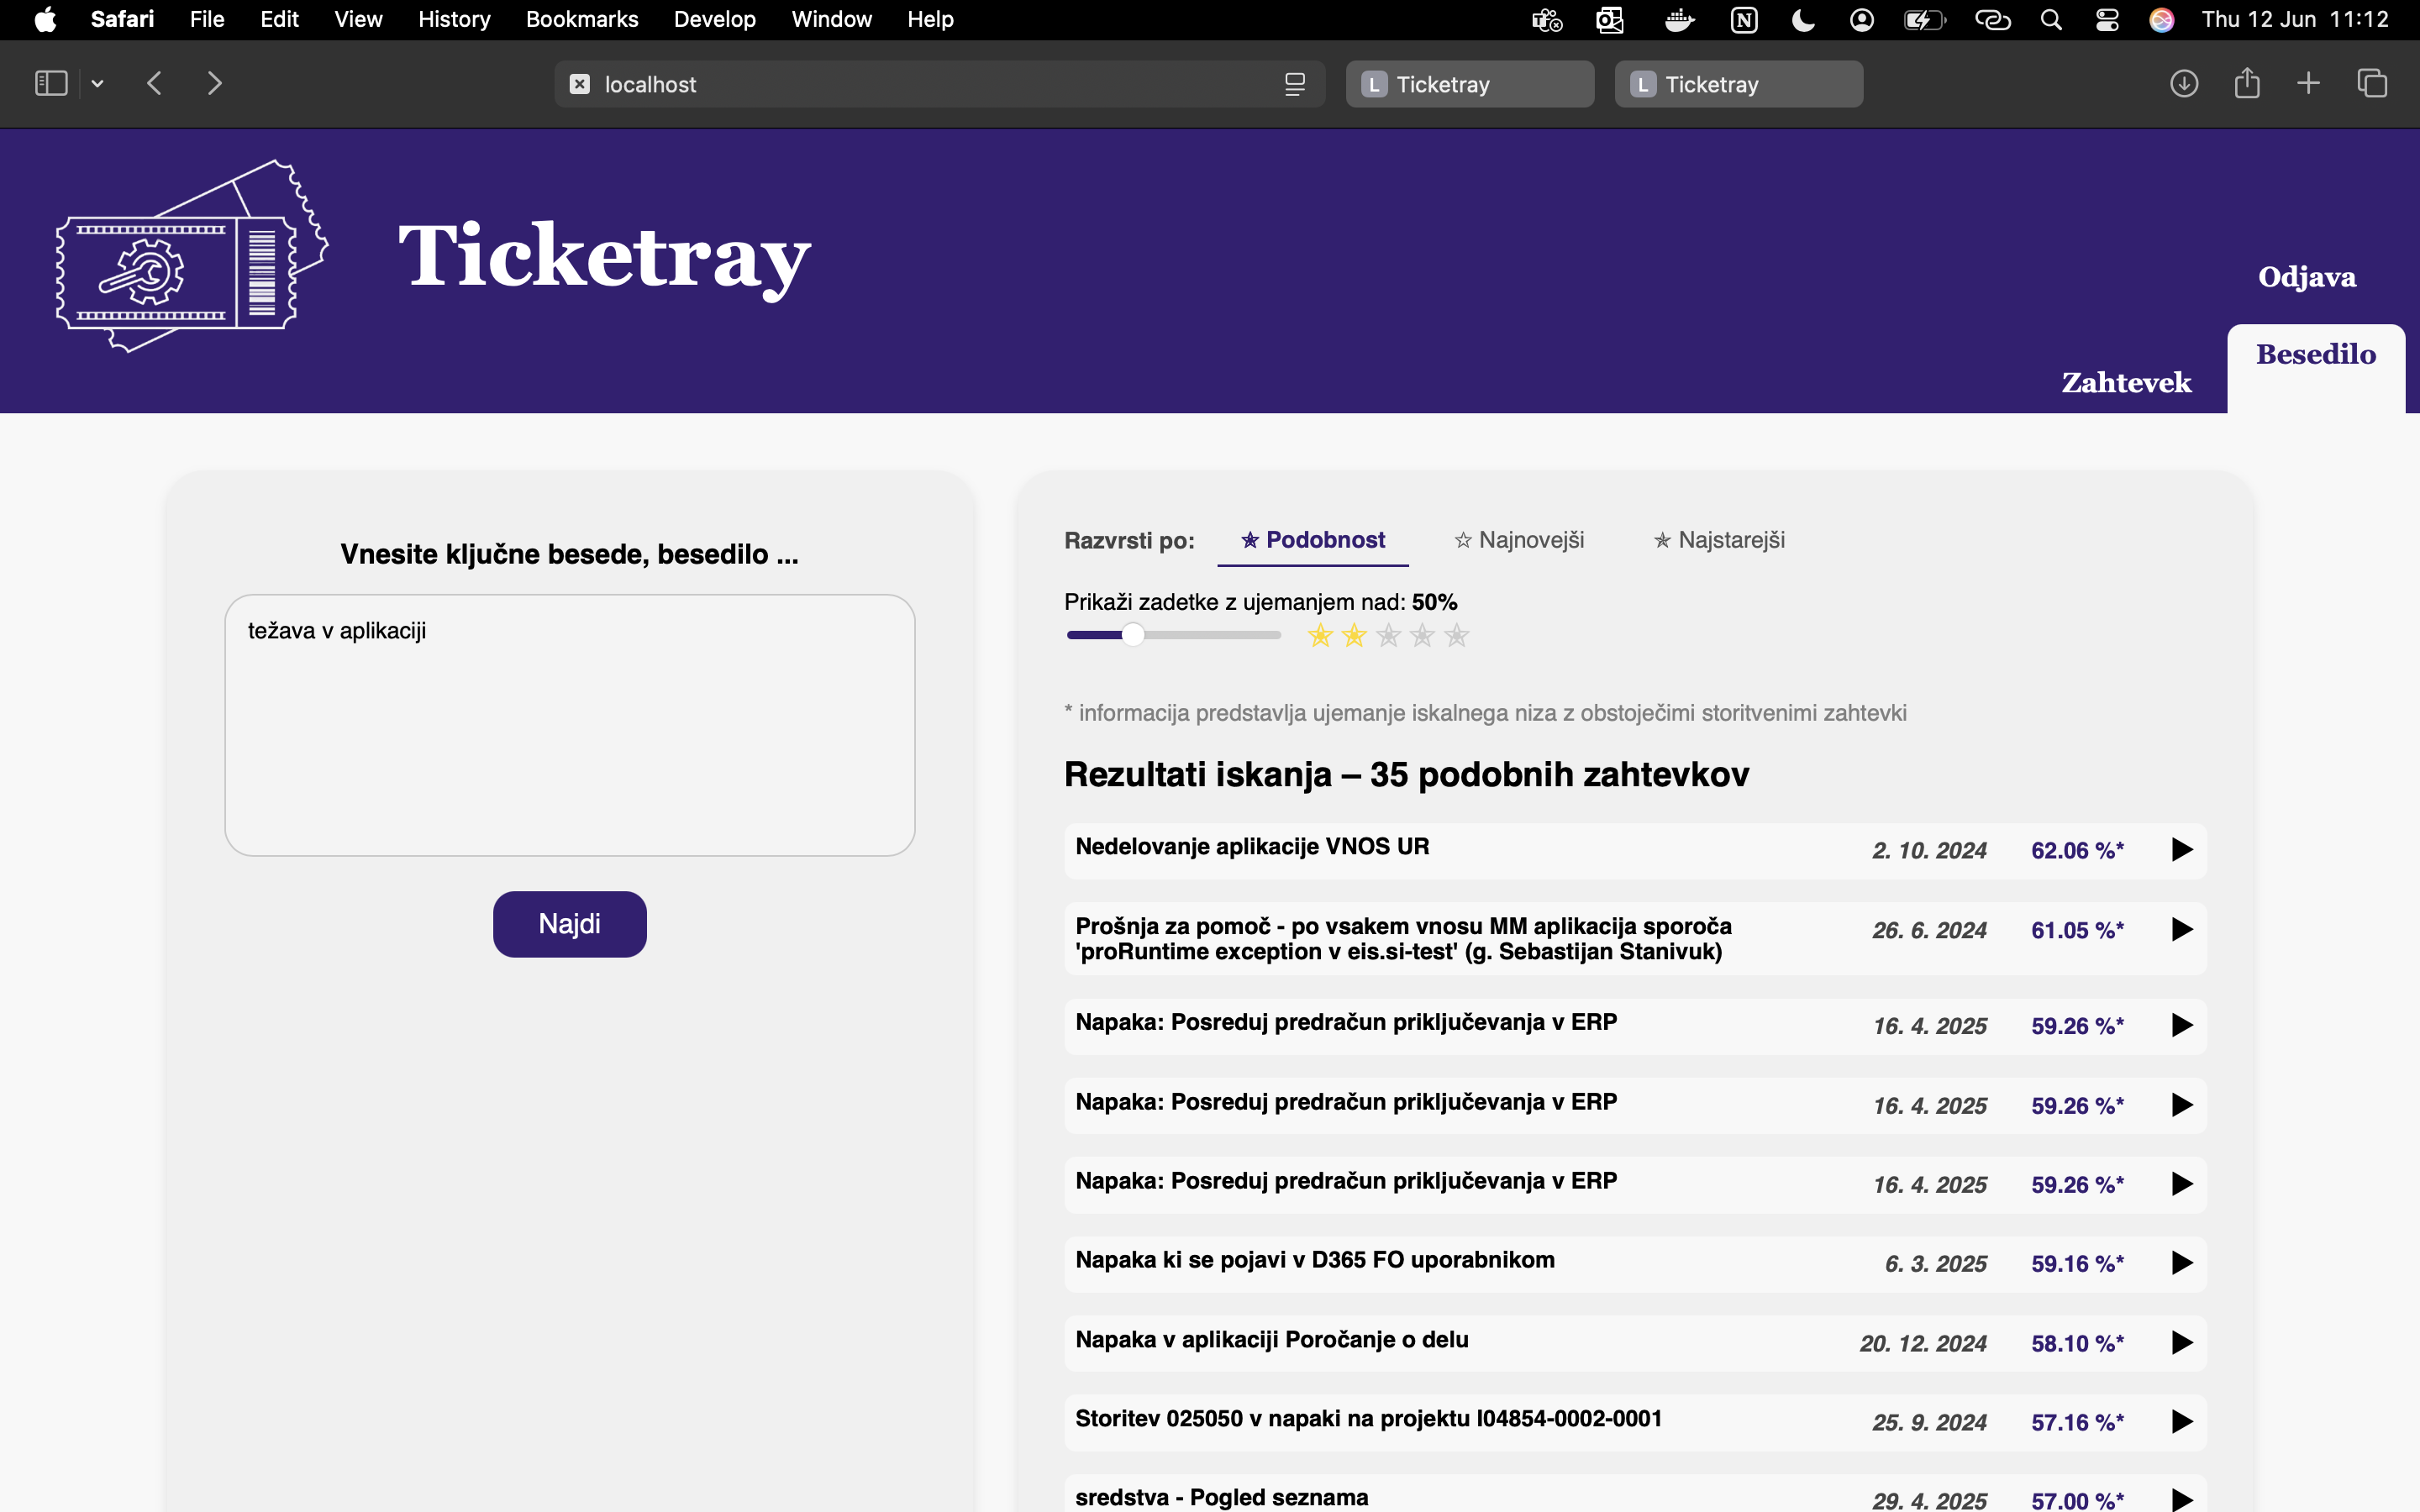 Safari File Edit View History Bookmarks Develop Window Help Thu 12 Jun 11:12
localhost L Ticketray L Ticketray
Ticketray
Odjava
Zahtevek
Besedilo
Vnesite ključne besede, besedilo ...
težava v aplikaciji
Najdi
Razvrsti po: Podobnost Najnovejši Najstarejši
Prikaži zadetke z ujemanjem nad: 50%
* informacija predstavlja ujemanje iskalnega niza z obstoječimi storitvenimi zahtevki
Rezultati iskanja – 35 podobnih zahtevkov
Nedelovanje aplikacije VNOS UR 2. 10. 2024 62.06 %*
Prošnja za pomoč - po vsakem vnosu MM aplikacija sporoča 26. 6. 2024 61.05 %*
'proRuntime exception v eis.si-test' (g. Sebastijan Stanivuk)
Napaka: Posreduj predračun priključevanja v ERP 16. 4. 2025 59.26 %*
Napaka: Posreduj predračun priključevanja v ERP 16. 4. 2025 59.26 %*
Napaka: Posreduj predračun priključevanja v ERP 16. 4. 2025 59.26 %*
Napaka ki se pojavi v D365 FO uporabnikom 6. 3. 2025 59.16 %*
Napaka v aplikaciji Poročanje o delu 20. 12. 2024 58.10 %*
Storitev 025050 v napaki na projektu I04854-0002-0001 25. 9. 2024 57.16 %*
sredstva - Pogled seznama 29. 4. 2025 57.00 %*